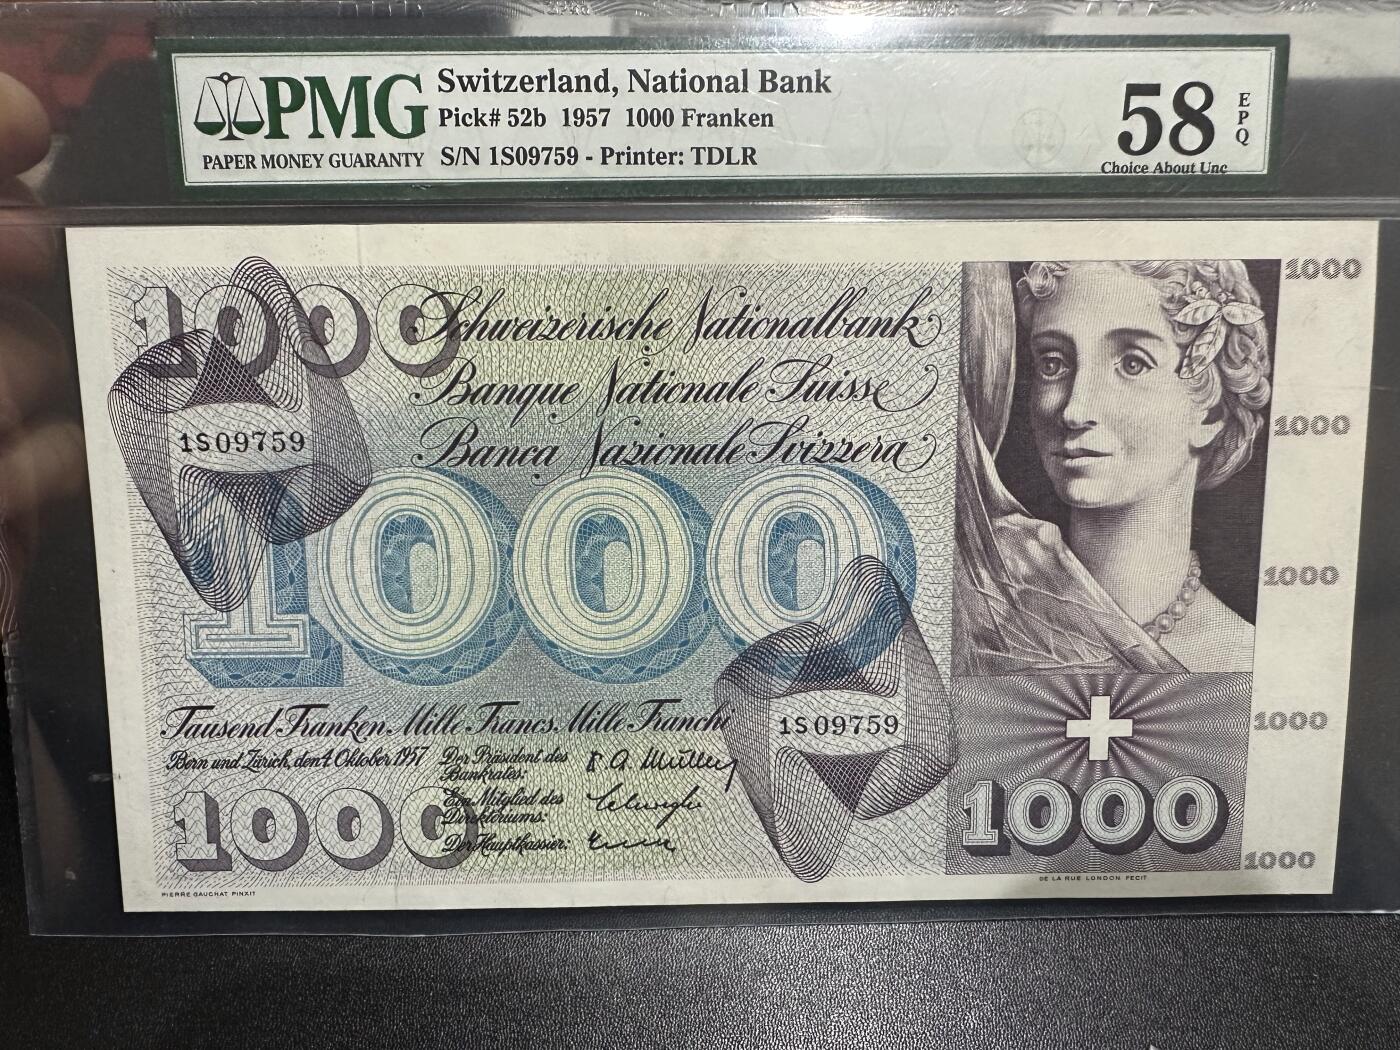 PMG
PAPER MONEY GUARANTY
Switzerland, National Bank
Pick# 52b 1957 1000 Franken
S/N 1S09759 - Printer: TDLR
58
EPQ
Choice About Unc
1000
Schweizerische Nationalbank
Banque Nationale Suisse
Banca Nazionale Svizzera
1S09759
1000
Tausend Franken Mille Francs Mille Franchi
1S09759
Bern und Zürich, den 4. Oktober 1957
Der Präsident des
Bankrates:
Ein Mitglied des
Direktoriums:
Der Hauptkassier:
1000
PIERRE GAUCHAT PINXIT
1000
1000
1000
1000
1000
1000
DE LA RUE LONDON FECIT